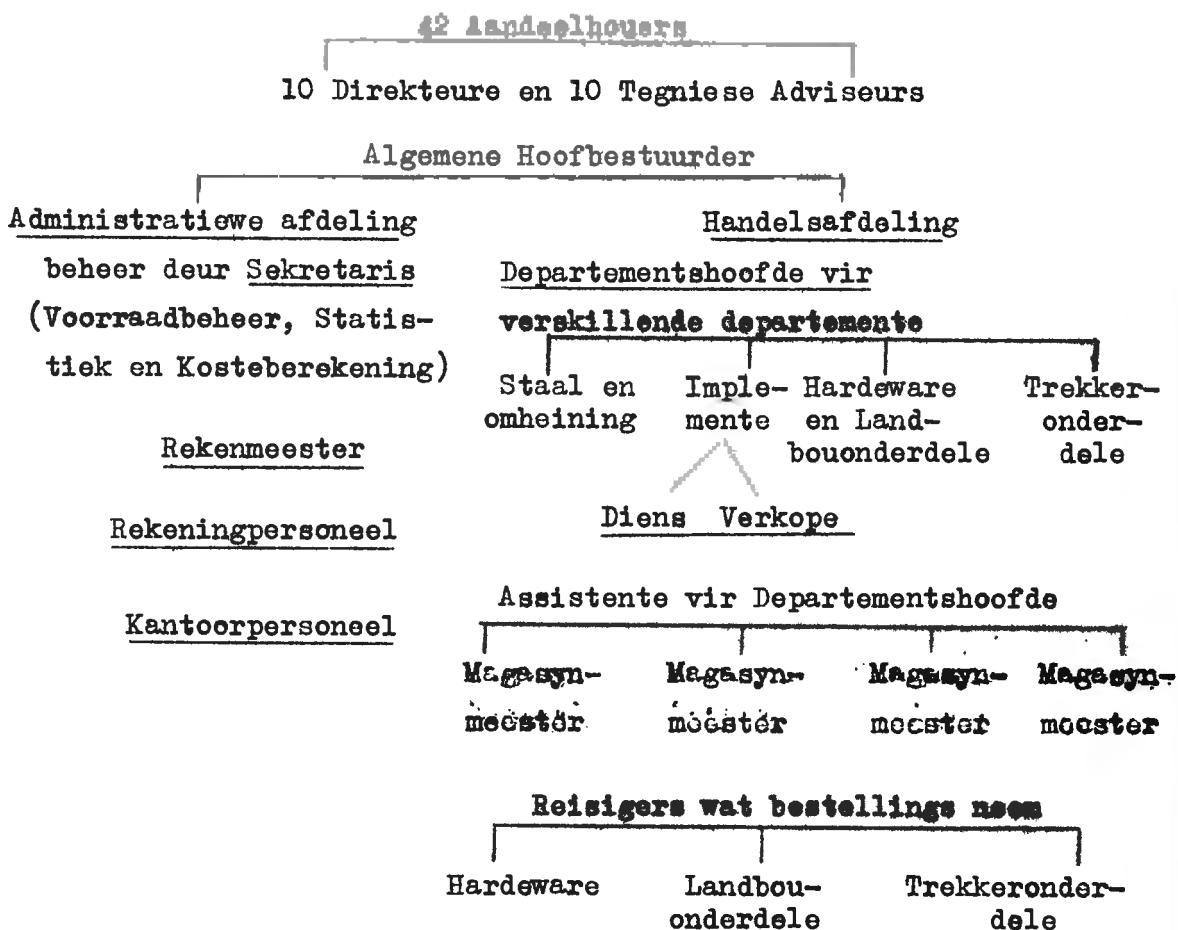 42 Aandeelhouers
10 Direkteure en 10 Tegniese Adviseurs
Algemene Hoofbestuurder
Administratiewe afdeling
beheer deur Sekretaris
(Voorraadbeheer, Statis-
tiek en Kosteberekening)
Rekenmeester
Rekeningpersoneel
Kantoorpersoneel
Handelsafdeling
Departementshoofde vir
verskillende departemente
Staal en Imple- Hardeware Trekker-
omheining mente en Land- onder-
bouonderdele dele
Diens Verkope
Assistente vir Departementshoofde
Magasyn- Magasyn- Magasyn- Magasyn-
meester meester meester meester
Reisigers wat bestellings neem
Hardeware Landbou- Trekkeronder-
onderdele dele